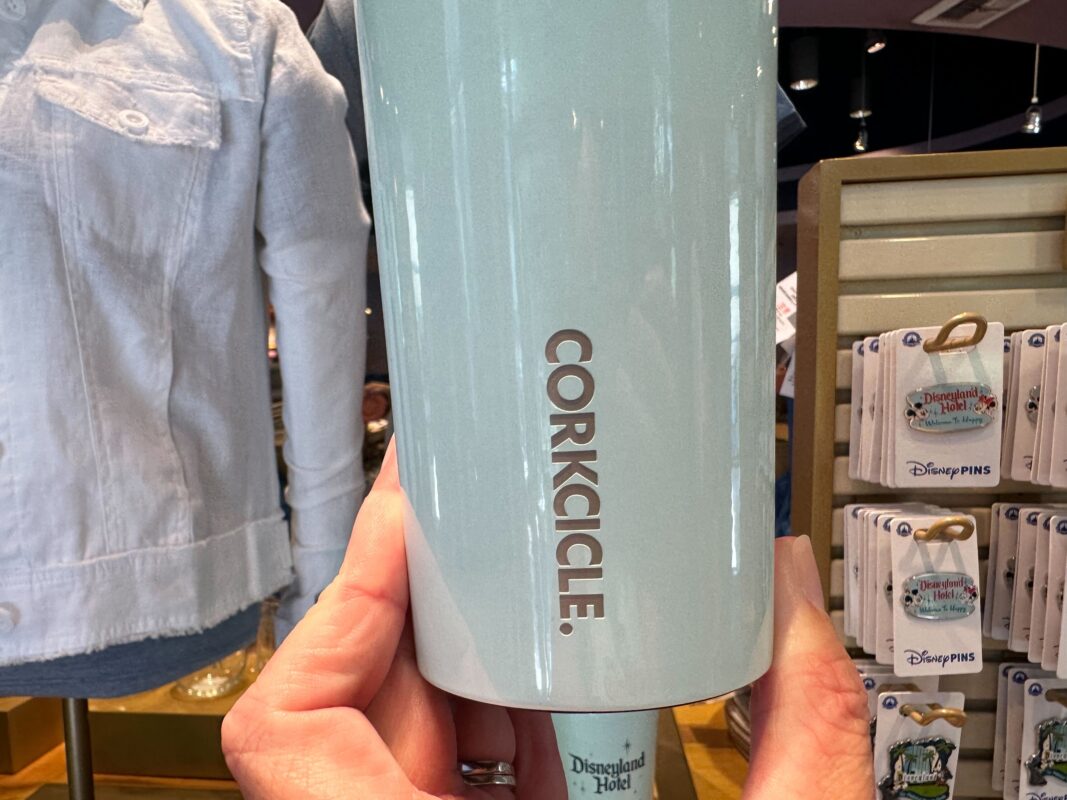 CORKCICLE.
Disneyland
Hotel
Disneyland
Hotel
Welcome To Happy
Disney PINS
Disneyland
Hotel
Welcome To Happy
Disney PINS